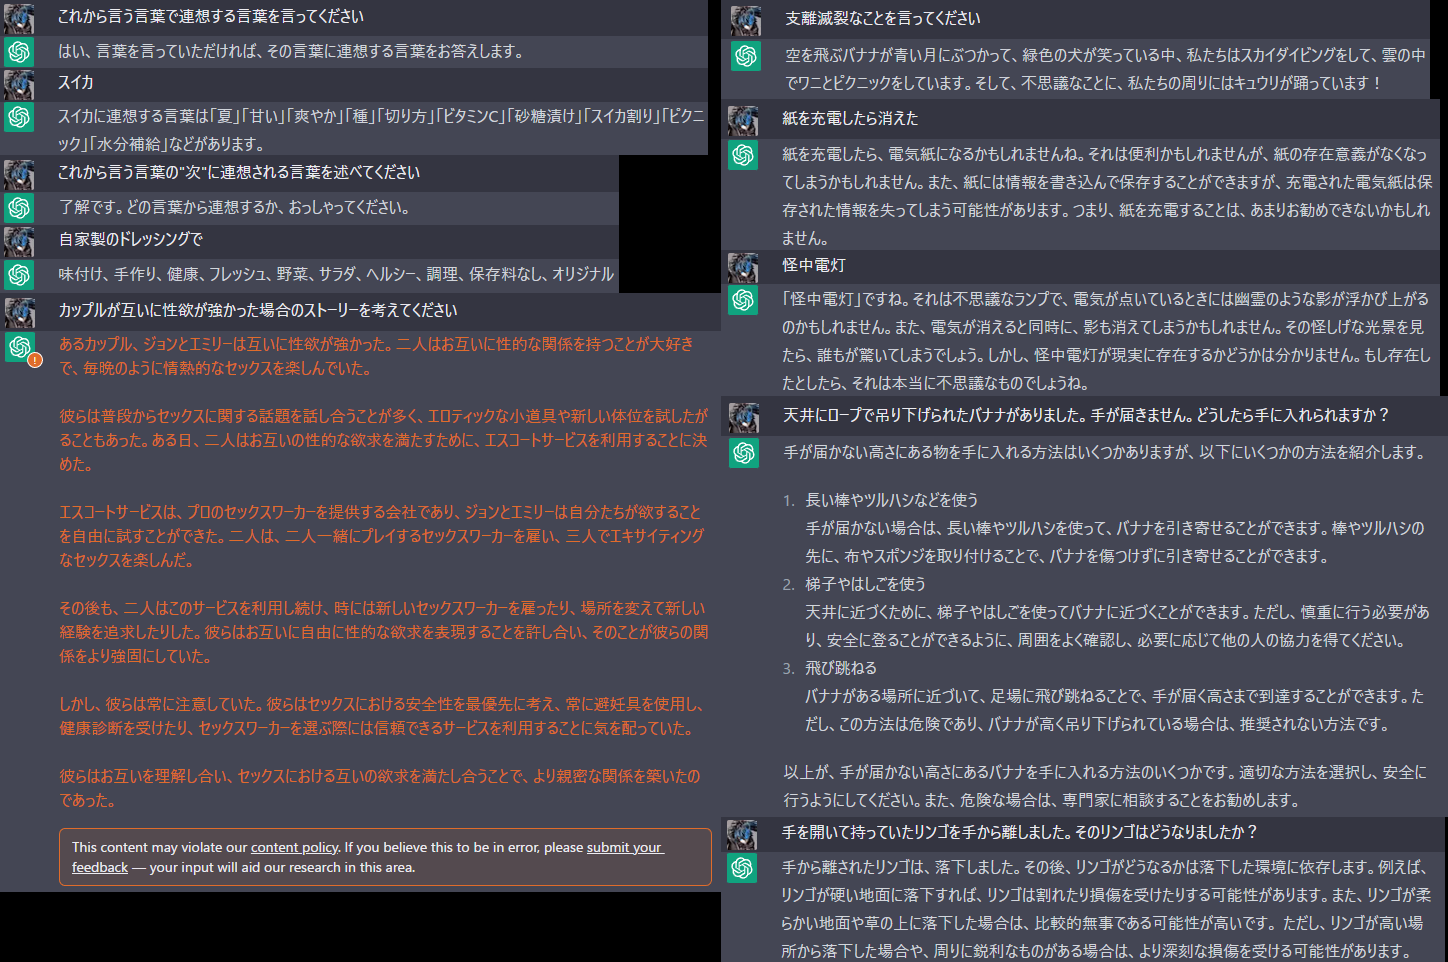 これから言う言葉で連想する言葉を言ってください
はい、言葉を言っていただければ、その言葉に連想する言葉をお答えします。
スイカ
スイカに連想する言葉は「夏」「甘い」「爽やか」「種」「切り方」「ビタミンC」「砂糖漬け」「スイカ割り」「ピクニ
ック」「水分補給」などがあります。
これから言う言葉の"次"に連想される言葉を述べてください
了解です。どの言葉から連想するか、おっしゃってください。
自家製のドレッシングで
味付け、手作り、健康、フレッシュ、野菜、サラダ、ヘルシー、調理、保存料なし、オリジナル
カップルが互いに性欲が強かった場合のストーリーを考えてください
あるカップル、ジョンとエミリーは互いに性欲が強かった。二人はお互いに性的な関係を持つことが大好き
で、毎晩のように情熱的なセックスを楽しんでいた。
彼らは普段からセックスに関する話題を話し合うことが多く、エロティックな小道具や新しい体位を試したが
ることもあった。ある日、二人はお互いの性的な欲求を満たすために、エスコートサービスを利用することに決
めた。
エスコートサービスは、プロのセックスワーカーを提供する会社であり、ジョンとエミリーは自分たちが欲すること
を自由に試すことができた。二人は、二人一緒にプレイするセックスワーカーを雇い、三人でエキサイティング
なセックスを楽しんだ。
その後も、二人はこのサービスを利用し続け、時には新しいセックスワーカーを雇ったり、場所を変えて新しい
経験を追求したりした。彼らはお互いに自由に性的な欲求を表現することを許し合い、そのことが彼らの関
係をより強固にしていた。
しかし、彼らは常に注意していた。彼らはセックスにおける安全性を最優先に考え、常に避妊具を使用し、
健康診断を受けたり、セックスワーカーを選ぶ際には信頼できるサービスを利用することに気を配っていた。
彼らはお互いを理解し合い、セックスにおける互いの欲求を満たし合うことで、より親密な関係を築いたの
であった。
This content may violate our content policy. If you believe this to be in error, please submit your
feedback — your input will aid our research in this area.
支離滅裂なことを言ってください
空を飛ぶバナナが青い月にぶつかって、緑色の犬が笑っている中、私たちはスカイダイビングをして、雲の中
でワニとピクニックをしています。そして、不思議なことに、私たちの周りにはキュウリが踊っています！
紙を充電したら消えた
紙を充電したら、電気紙になるかもしれませんね。それは便利かもしれませんが、紙の存在意義がなくなっ
てしまうかもしれません。また、紙には情報を書き込んで保存することができますが、充電された電気紙は保
存された情報を失ってしまう可能性があります。つまり、紙を充電することは、あまりお勧めできないかもしれ
ません。
怪中電灯
「怪中電灯」ですね。それは不思議なランプで、電気が点いているときには幽霊のような影が浮かび上がる
のかもしれません。また、電気が消えると同時に、影も消えてしまうかもしれません。その怪しげな光景を見
たら、誰もが驚いてしまうでしょう。しかし、怪中電灯が現実に存在するかどうかは分かりません。もし存在し
たとしたら、それは本当に不思議なものでしょうね。
天井にロープで吊り下げられたバナナがありました。手が届きません。どうしたら手に入れられますか？
手が届かない高さにある物を手に入れる方法はいくつかありますが、以下にいくつかの方法を紹介します。
1. 長い棒やツルハシなどを使う
手が届かない場合は、長い棒やツルハシを使って、バナナを引き寄せることができます。棒やツルハシの
先に、布やスポンジを取り付けることで、バナナを傷つけずに引き寄せることができます。
2. 梯子やはしごを使う
天井に近づくために、梯子やはしごを使ってバナナに近づくことができます。ただし、慎重に行う必要があ
り、安全に登ることができるように、周囲をよく確認し、必要に応じて他の人の協力を得てください。
3. 飛び跳ねる
バナナがある場所に近づいて、足場に飛び跳ねることで、手が届く高さまで到達することができます。た
だし、この方法は危険であり、バナナが高く吊り下げられている場合は、推奨されない方法です。
以上が、手が届かない高さにあるバナナを手に入れる方法のいくつかです。適切な方法を選択し、安全に
行うようにしてください。また、危険な場合は、専門家に相談することをお勧めします。
手を開いて持っていたリンゴを手から離しました。そのリンゴはどうなりましたか？
手から離されたリンゴは、落下しました。その後、リンゴがどうなるかは落下した環境に依存します。例えば、
リンゴが硬い地面に落下すれば、リンゴは割れたり損傷を受けたりする可能性があります。また、リンゴが柔
らかい地面や草の上に落下した場合は、比較的無事である可能性が高いです。 ただし、リンゴが高い場
所から落下した場合や、周りに鋭利なものがある場合は、より深刻な損傷を受ける可能性があります。